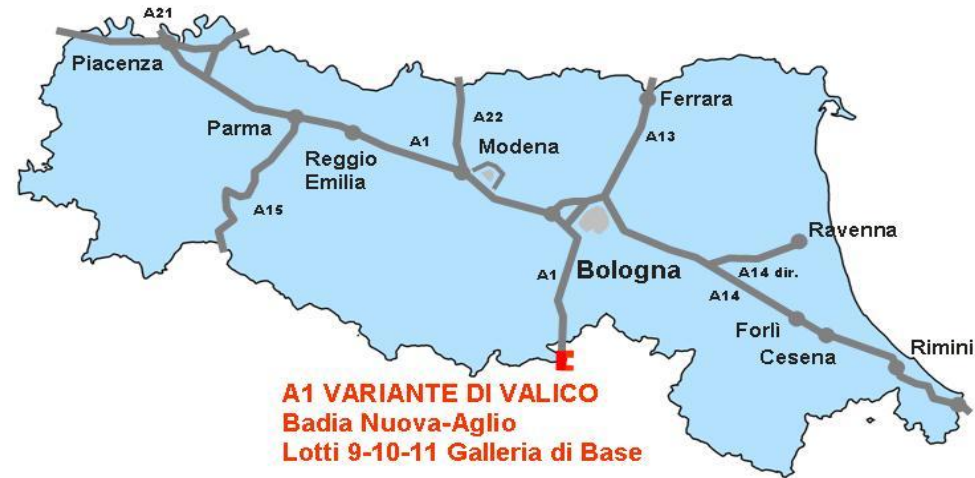 A21
Piacenza
Parma
A15
Reggio
Emilia
A1
A22
Modena
Ferrara
A13
A1
Bologna
Ravenna
A14 dir.
A14
Forlì
Cesena
Rimini
A1 VARIANTE DI VALICO
Badia Nuova-Aglio
Lotti 9-10-11 Galleria di Base